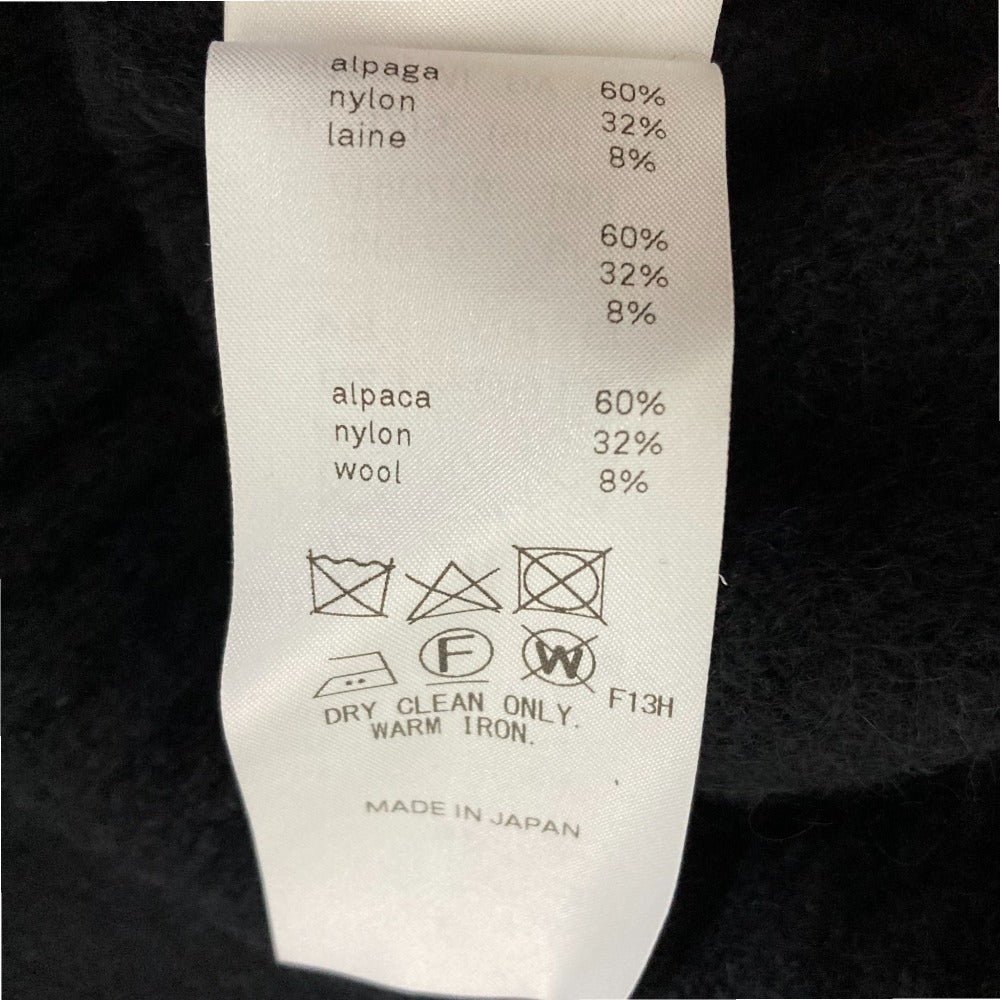 alpaga 60%
nylon 32%
laine 8%
60%
32%
8%
alpaca 60%
nylon 32%
wool 8%
F W
DRY CLEAN ONLY. F13H
WARM IRON.
MADE IN JAPAN